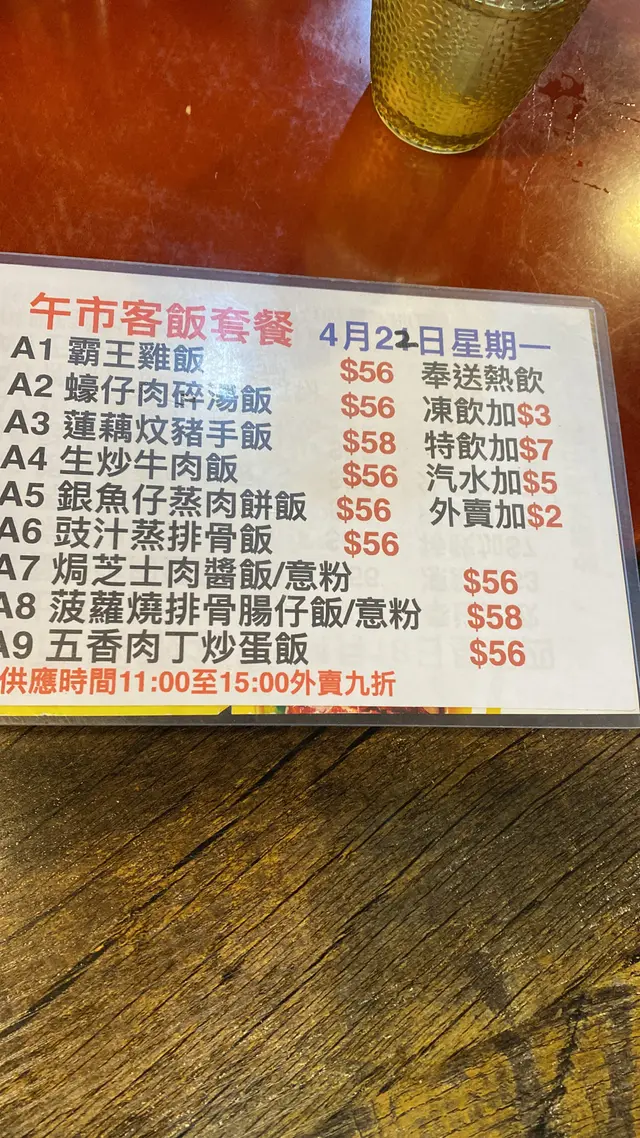 午市客飯套餐 4月22日星期一
A1 霸王雞飯 $56 奉送熱飲
A2 蠔仔肉碎湯飯 $56 凍飲加$3
A3 蓮藕炆豬手飯 $58 特飲加$7
A4 生炒牛肉飯 $56 汽水加$5
A5 銀魚仔蒸肉餅飯 $56 外賣加$2
A6 豉汁蒸排骨飯 $56
A7 焗芝士肉醬飯/意粉 $56
A8 菠蘿燒排骨腸仔飯/意粉 $58
A9 五香肉丁炒蛋飯 $56
供應時間11:00至15:00外賣九折